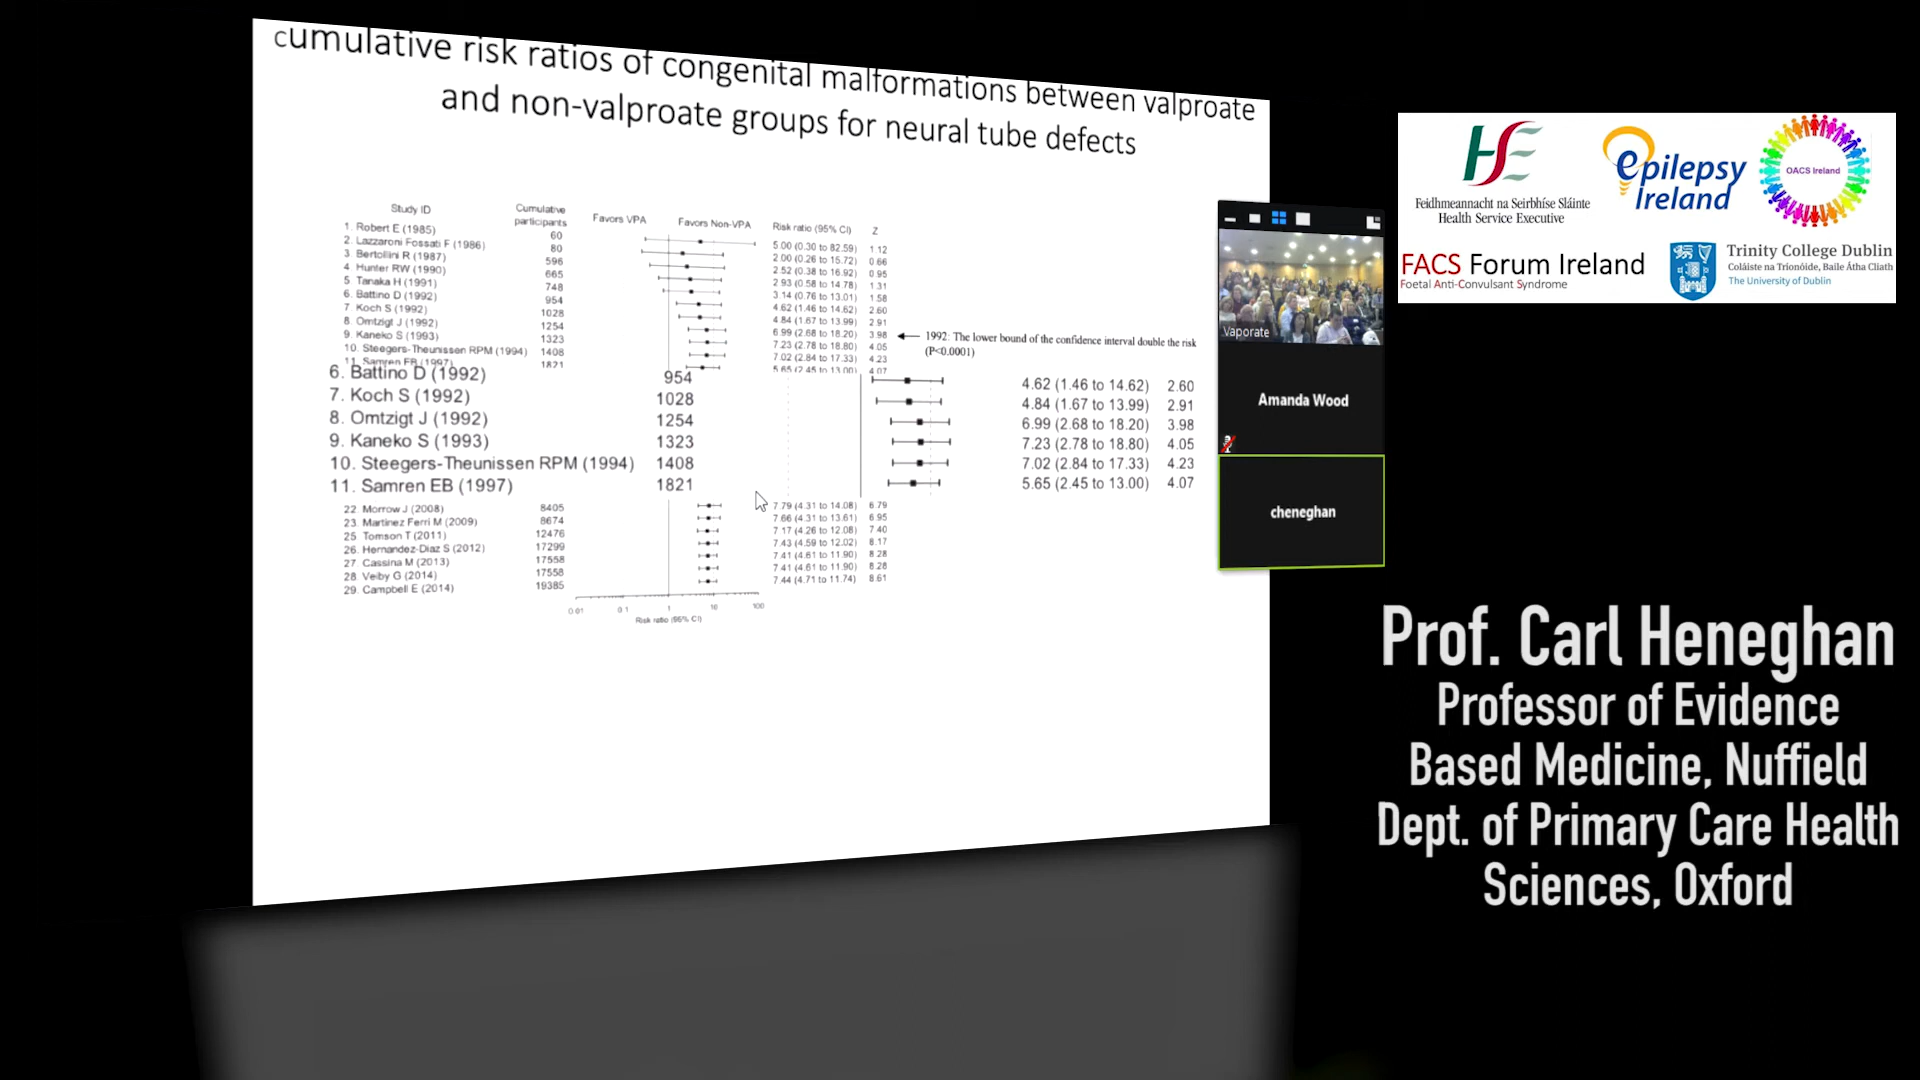 cumulative risk ratios of congenital malformations between valproate
and non-valproate groups for neural tube defects
Study ID Cumulative participants Favors VPA Favors Non-VPA Risk ratio (95% CI) Z
1. Robert E (1985) 60 5.00 (0.30 to 82.59) 1.12
2. Lazzaroni Fossati F (1986) 80 2.00 (0.26 to 15.72) 0.66
3. Bertollini R (1987) 596 2.52 (0.38 to 16.92) 0.95
4. Hunter RW (1990) 665 2.93 (0.58 to 14.78) 1.31
5. Tanaka H (1991) 748 3.14 (0.76 to 13.01) 1.58
6. Battino D (1992) 954 4.62 (1.46 to 14.62) 2.60
7. Koch S (1992) 1028 4.84 (1.67 to 13.99) 2.91
8. Omtzigt J (1992) 1254 6.99 (2.68 to 18.20) 3.98
9. Kaneko S (1993) 1323 7.23 (2.78 to 18.80) 4.05
10. Steegers-Theunissen RPM (1994) 1408 7.02 (2.84 to 17.33) 4.23
11. Samren EB (1997) 1821 5.65 (2.45 to 13.00) 4.07
1992: The lower bound of the confidence interval double the risk
(P<0.0001)
6. Battino D (1992) 954 4.62 (1.46 to 14.62) 2.60
7. Koch S (1992) 1028 4.84 (1.67 to 13.99) 2.91
8. Omtzigt J (1992) 1254 6.99 (2.68 to 18.20) 3.98
9. Kaneko S (1993) 1323 7.23 (2.78 to 18.80) 4.05
10. Steegers-Theunissen RPM (1994) 1408 7.02 (2.84 to 17.33) 4.23
11. Samren EB (1997) 1821 5.65 (2.45 to 13.00) 4.07
22. Morrow J (2008) 8405 7.79 (4.31 to 14.08) 6.79
23. Martinez Ferri M (2009) 8674 7.66 (4.31 to 13.61) 6.95
25. Tomson T (2011) 12476 7.17 (4.26 to 12.08) 7.40
26. Hernandez-Diaz S (2012) 17299 7.43 (4.59 to 12.02) 8.17
27. Cassina M (2013) 17558 7.41 (4.61 to 11.90) 8.28
28. Veiby G (2014) 17558 7.41 (4.61 to 11.90) 8.28
29. Campbell E (2014) 19385 7.44 (4.71 to 11.74) 8.61
0.01 0.1 1 10 100
Risk ratio (95% CI)
Vaporate
Amanda Wood
cheneghan
HSE
Feidhmeannacht na Seirbhíse Sláinte
Health Service Executive
epilepsy
Ireland
OACS Ireland
FACS Forum Ireland
Foetal Anti-Convulsant Syndrome
Trinity College Dublin
Coláiste na Tríonóide, Baile Átha Cliath
The University of Dublin
Prof. Carl Heneghan
Professor of Evidence
Based Medicine, Nuffield
Dept. of Primary Care Health
Sciences, Oxford